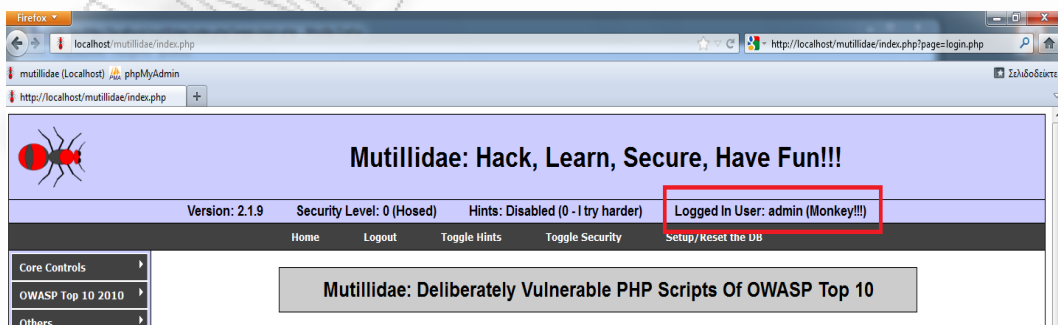 Firefox
localhost/mutillidae/index.php
http://localhost/mutillidae/index.php?page=login.php
mutillidae (Localhost) phpMyAdmin
Σελιδοδείκτε
http://localhost/mutillidae/index.php +
Mutillidae: Hack, Learn, Secure, Have Fun!!!
Version: 2.1.9 Security Level: 0 (Hosed) Hints: Disabled (0 - I try harder) Logged In User: admin (Monkey!!!)
Home Logout Toggle Hints Toggle Security Setup/Reset the DB
Core Controls
OWASP Top 10 2010
Others
Mutillidae: Deliberately Vulnerable PHP Scripts Of OWASP Top 10